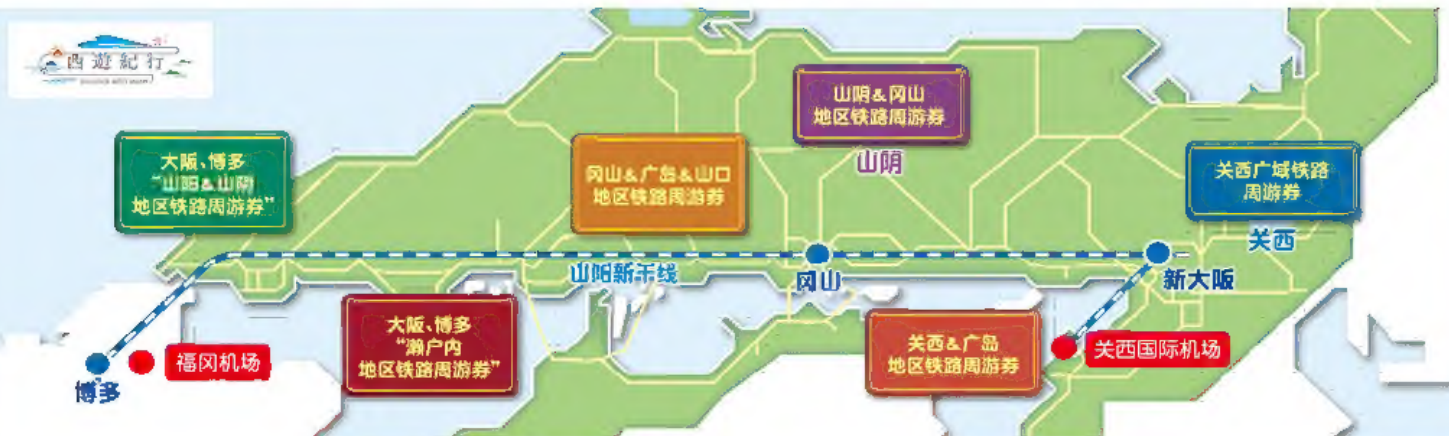 西遊紀行
山阴&冈山
地区铁路周游券
山阴
大阪、博多
“山阳&山阴
地区铁路周游券”
冈山&广岛&山口
地区铁路周游券
关西广域铁路
周游券
关西
山阳新干线
冈山
新大阪
大阪、博多
“濑户内
地区铁路周游券”
关西&广岛
地区铁路周游券
关西国际机场
福冈机场
博多